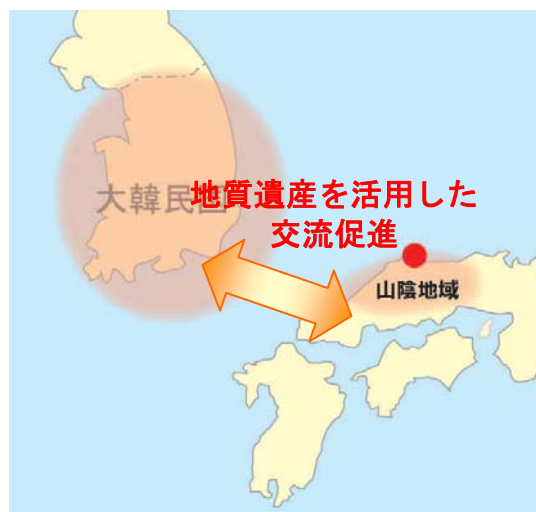 地質遺産を活用した
交流促進
大韓民国
山陰地域